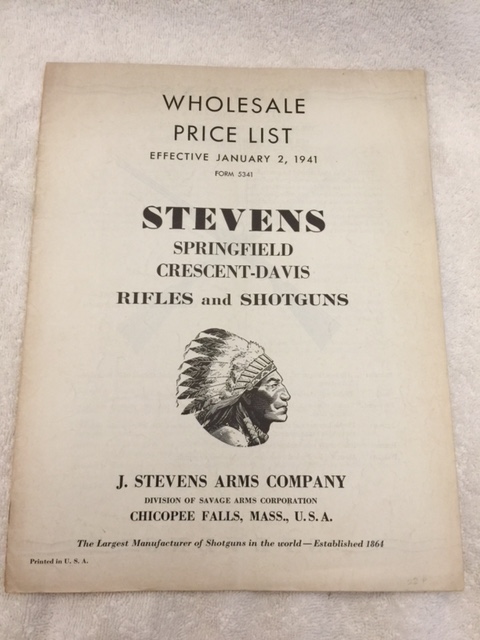 WHOLESALE
PRICE LIST
EFFECTIVE JANUARY 2, 1941
FORM 5341
STEVENS
SPRINGFIELD
CRESCENT-DAVIS
RIFLES and SHOTGUNS
J. STEVENS ARMS COMPANY
DIVISION OF SAVAGE ARMS CORPORATION
CHICOPEE FALLS, MASS., U.S.A.
The Largest Manufacturer of Shotguns in the world—Established 1864
Printed in U. S. A.